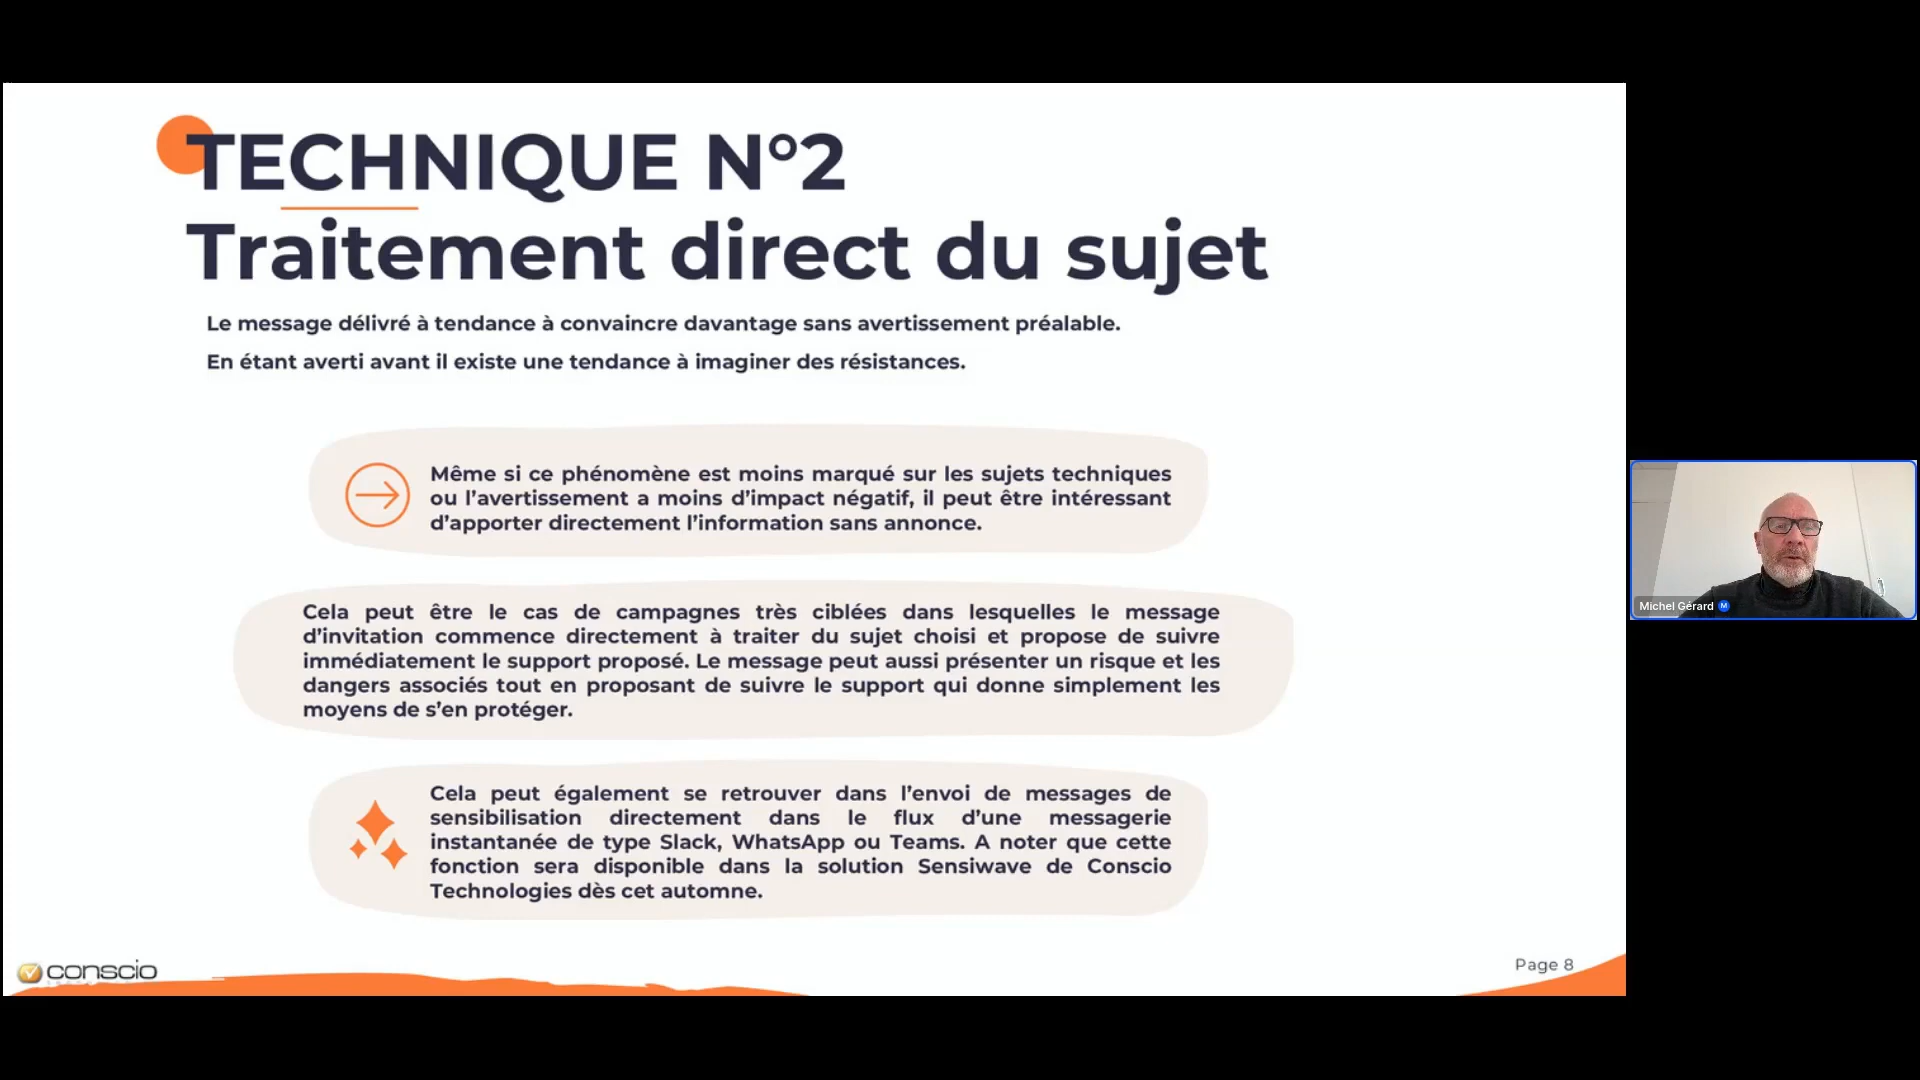 TECHNIQUE N°2
Traitement direct du sujet
Le message délivré à tendance à convaincre davantage sans avertissement préalable.
En étant averti avant il existe une tendance à imaginer des résistances.
Même si ce phénomène est moins marqué sur les sujets techniques
ou l’avertissement a moins d’impact négatif, il peut être intéressant
d’apporter directement l’information sans annonce.
Cela peut être le cas de campagnes très ciblées dans lesquelles le message
d’invitation commence directement à traiter du sujet choisi et propose de suivre
immédiatement le support proposé. Le message peut aussi présenter un risque et les
dangers associés tout en proposant de suivre le support qui donne simplement les
moyens de s’en protéger.
Cela peut également se retrouver dans l’envoi de messages de
sensibilisation directement dans le flux d’une messagerie
instantanée de type Slack, WhatsApp ou Teams. A noter que cette
fonction sera disponible dans la solution Sensiwave de Conscio
Technologies dès cet automne.
conscio
Page 8
Michel Gérard M